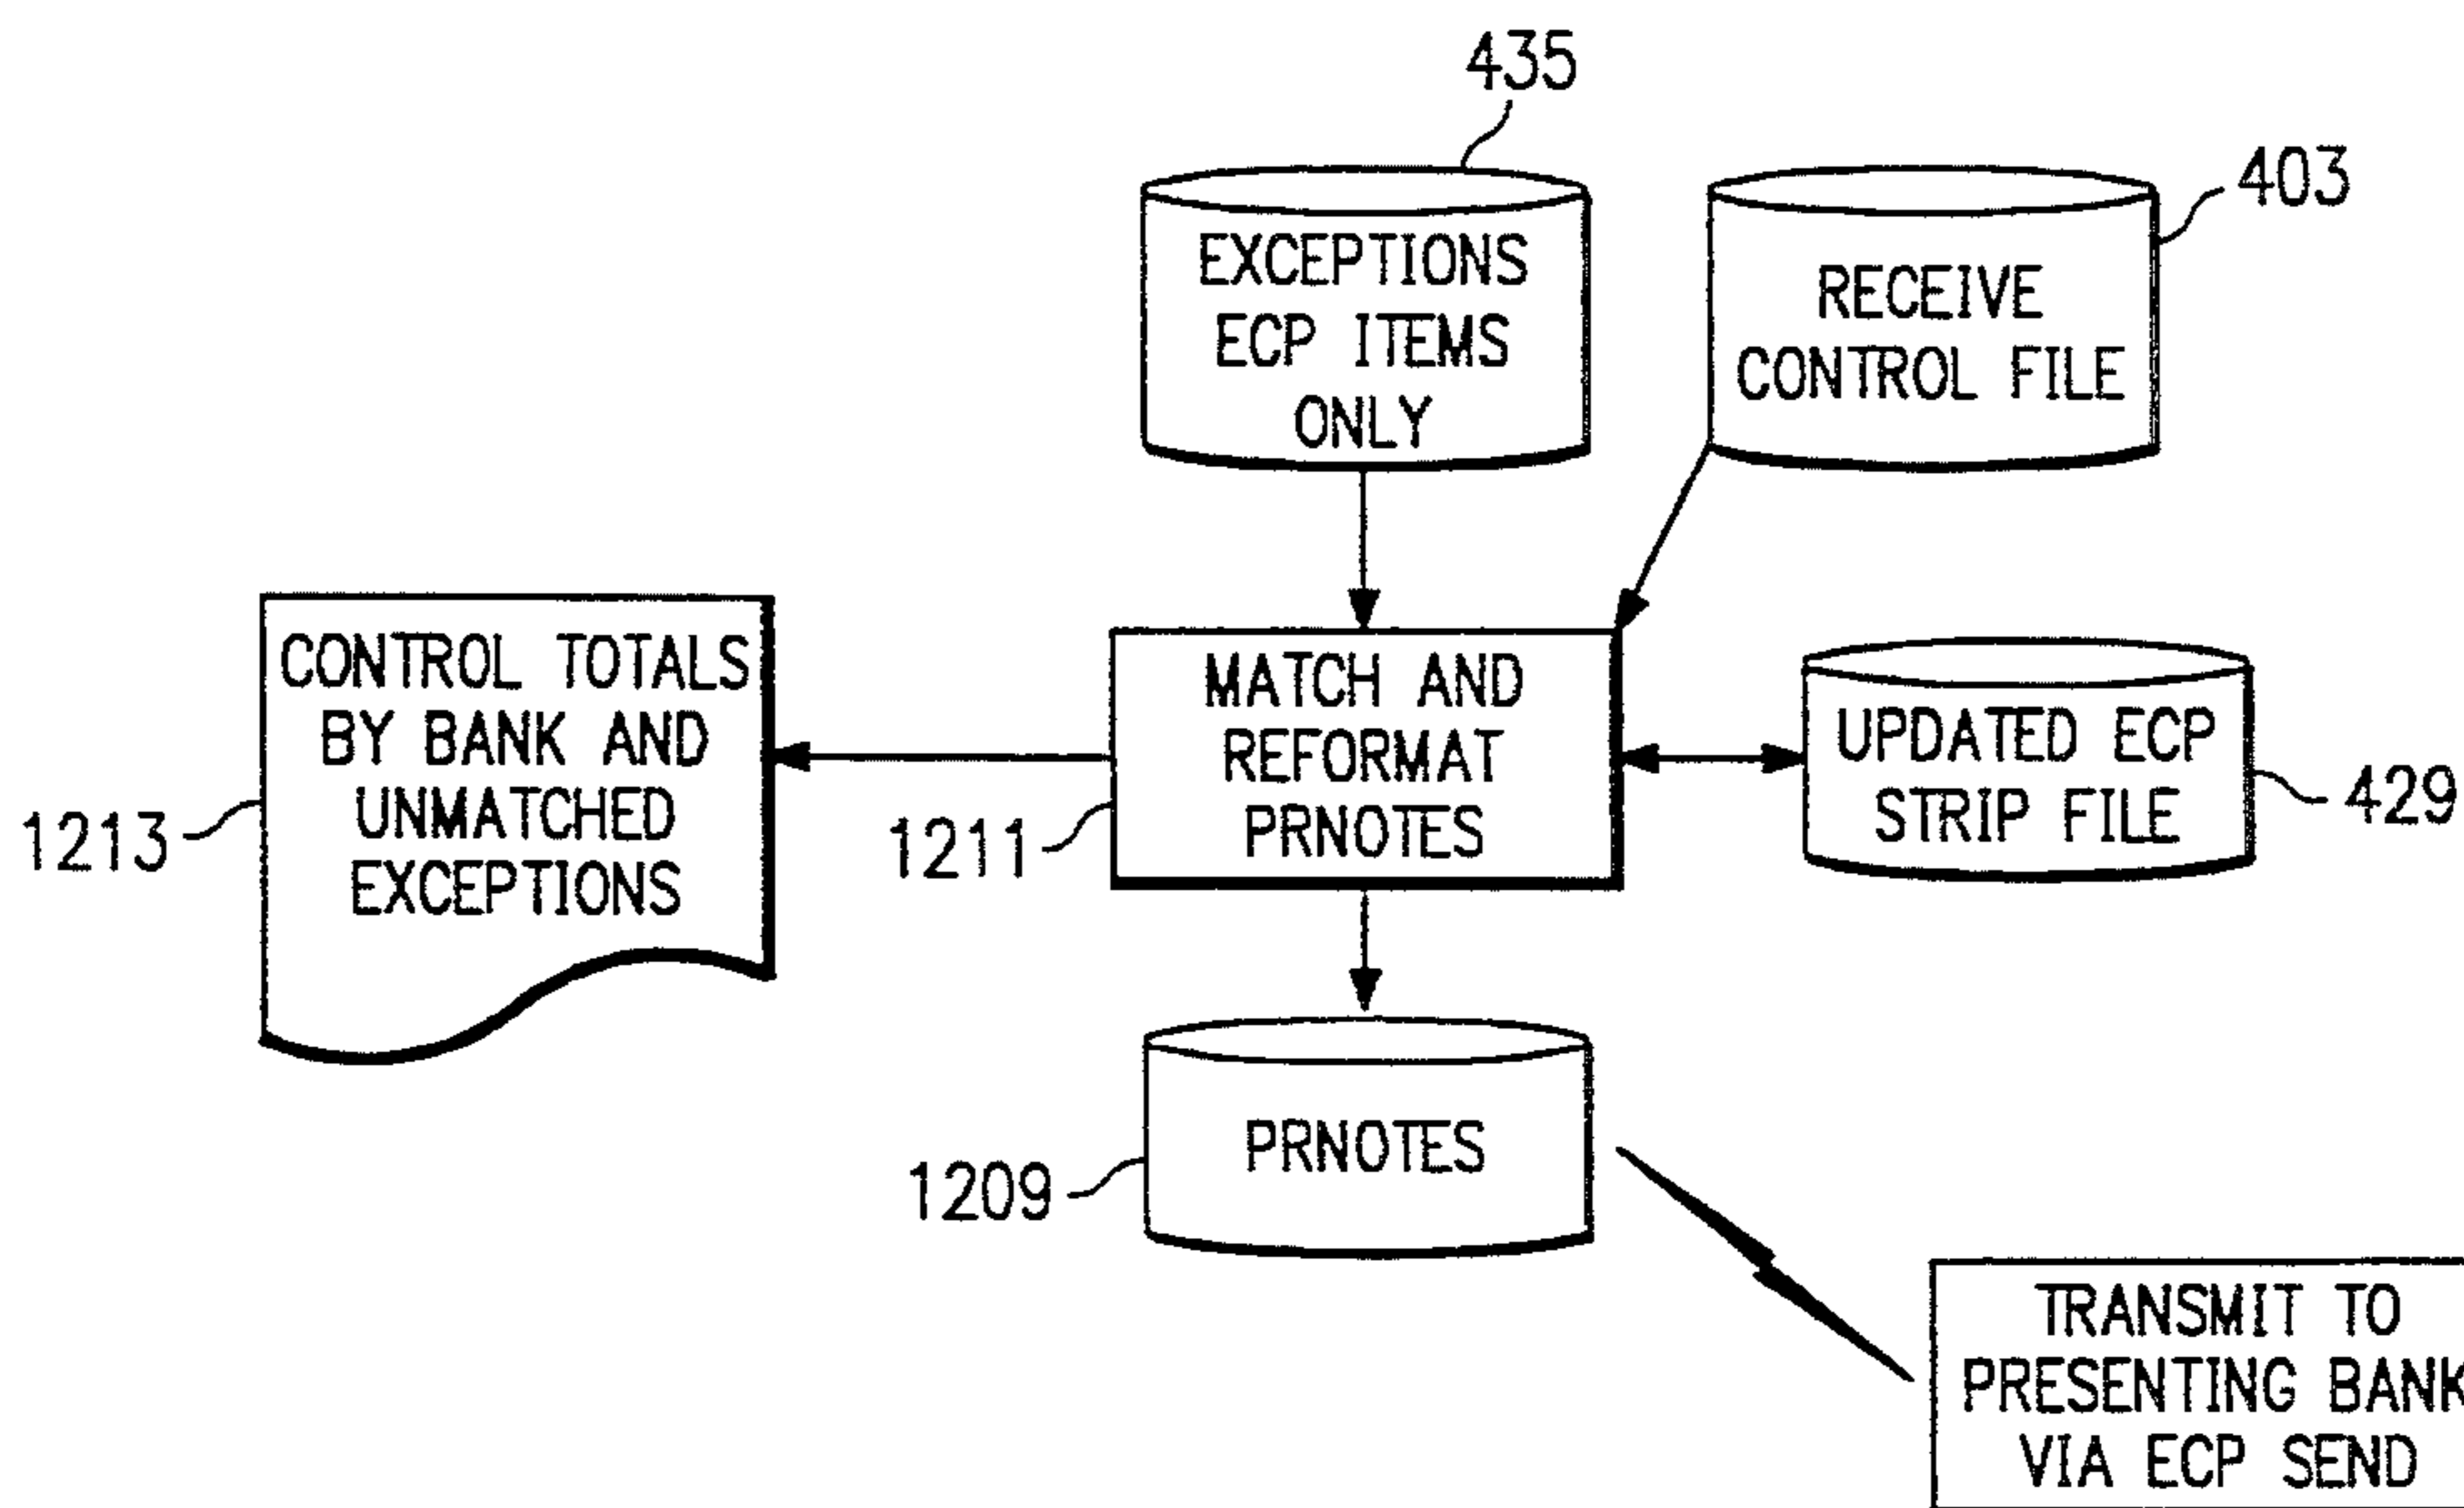 435
403
EXCEPTIONS
ECP ITEMS
ONLY
RECEIVE
CONTROL FILE
CONTROL TOTALS
BY BANK AND
UNMATCHED
EXCEPTIONS
1213
MATCH AND
REFORMAT
PRNOTES
1211
UPDATED ECP
STRIP FILE
429
PRNOTES
1209
TRANSMIT TO
PRESENTING BANK
VIA ECP SEND